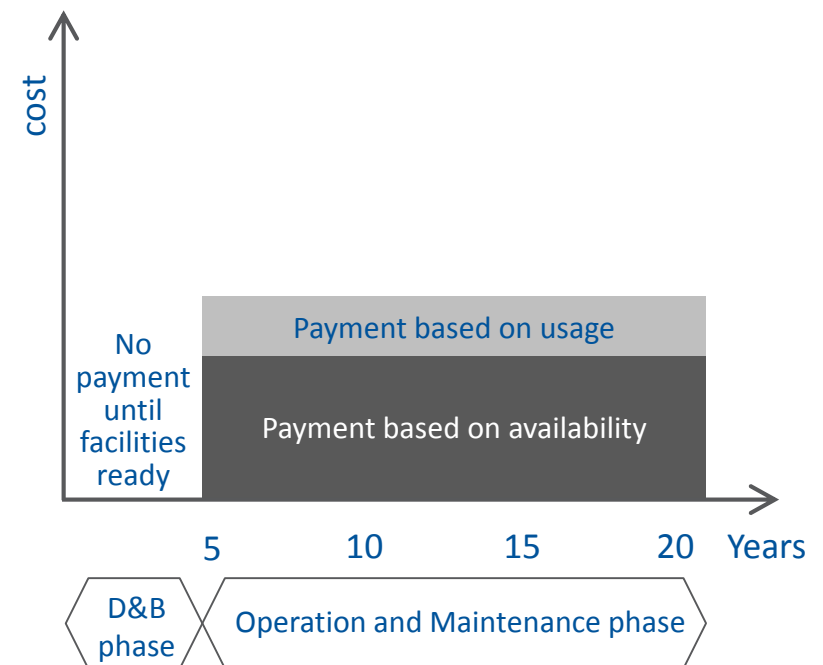 cost
No
payment
until
facilities
ready
Payment based on usage
Payment based on availability
5 10 15 20 Years
D&B
phase
Operation and Maintenance phase